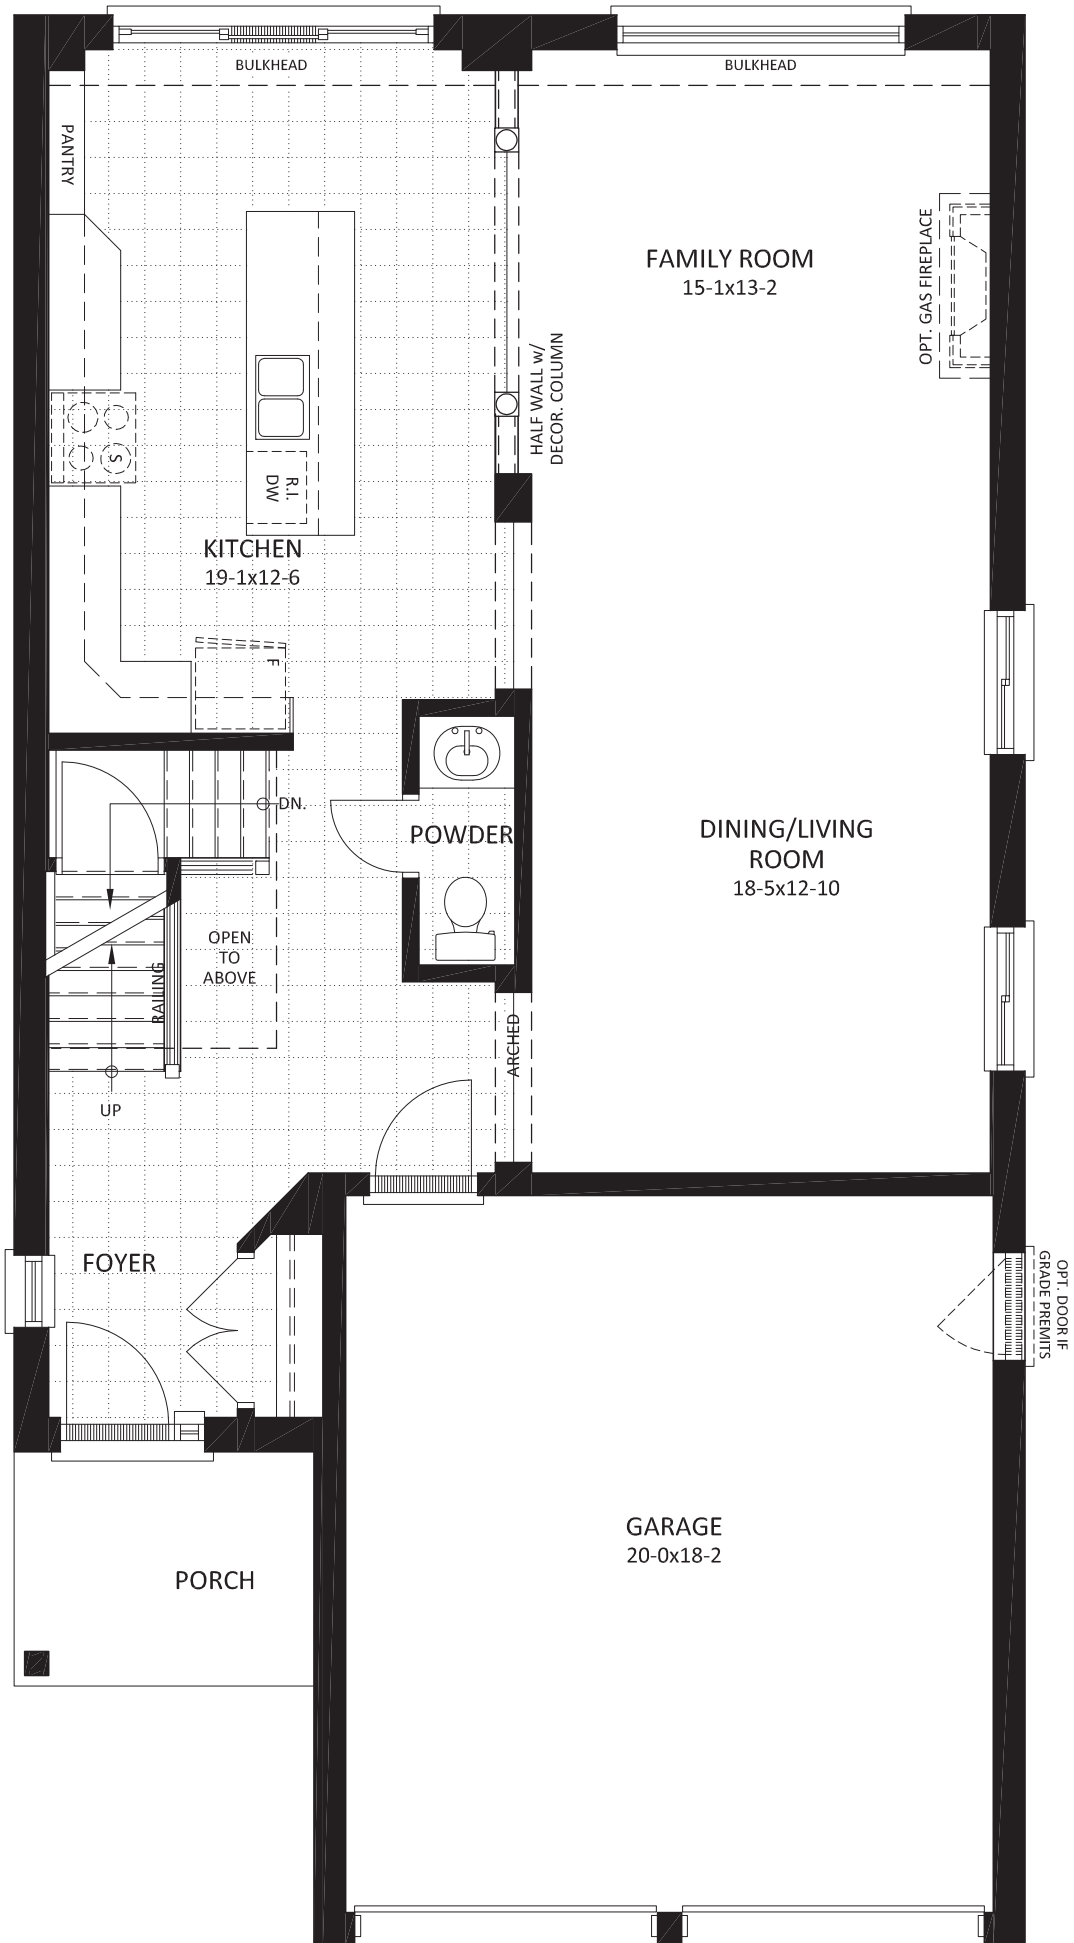 BULKHEAD
BULKHEAD
PANTRY
FAMILY ROOM
15-1x13-2
OPT. GAS FIREPLACE
HALF WALL w/
DECOR. COLUMN
S
R.I.
DW
KITCHEN
19-1x12-6
F
DN.
POWDER
DINING/LIVING
ROOM
18-5x12-10
OPEN
TO
ABOVE
RAILING
ARCHED
UP
FOYER
OPT. DOOR IF
GRADE PREMITS
GARAGE
20-0x18-2
PORCH